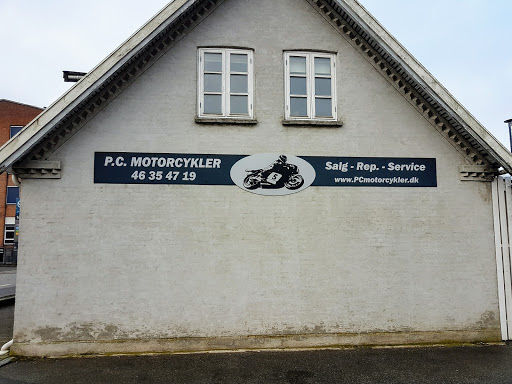 P.C. MOTORCYKLER
46 35 47 19
Salg - Rep. - Service
www.PCmotorcykler.dk